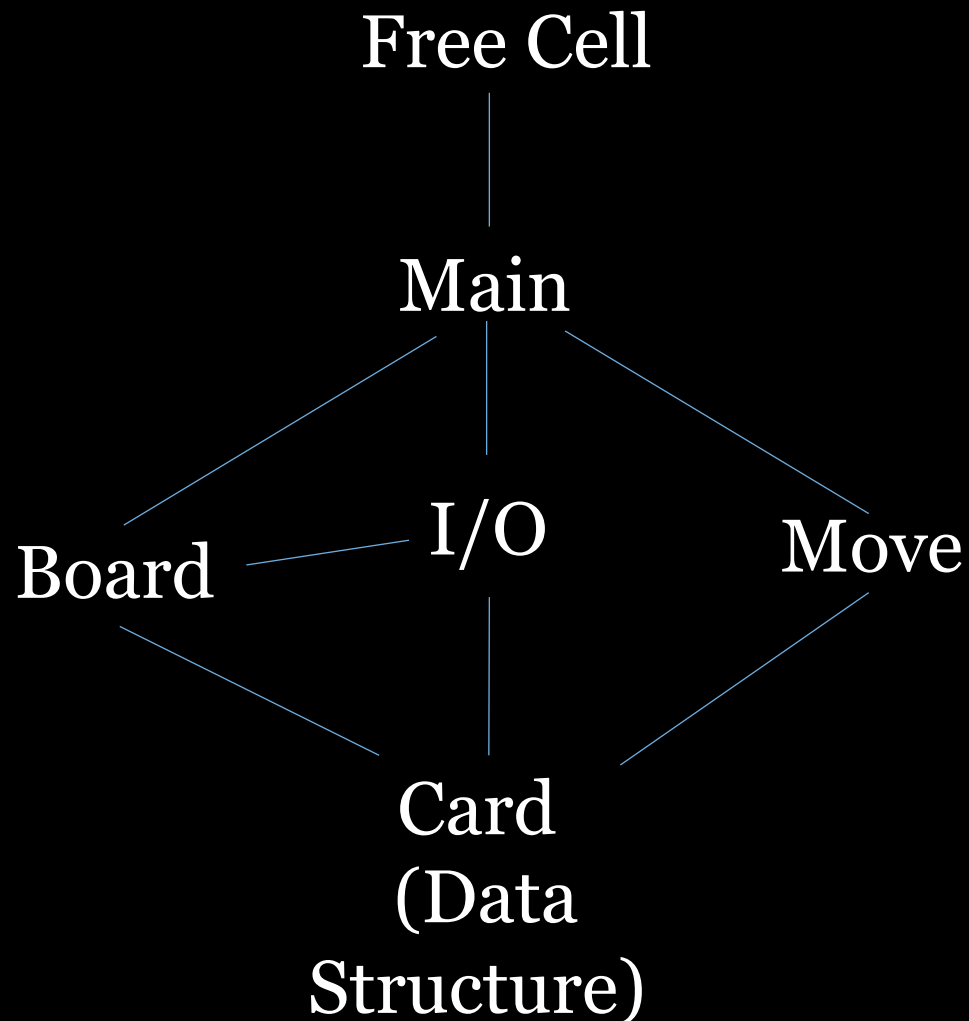 Free Cell
Main
I/O
Board
Move
Card
(Data
Structure)